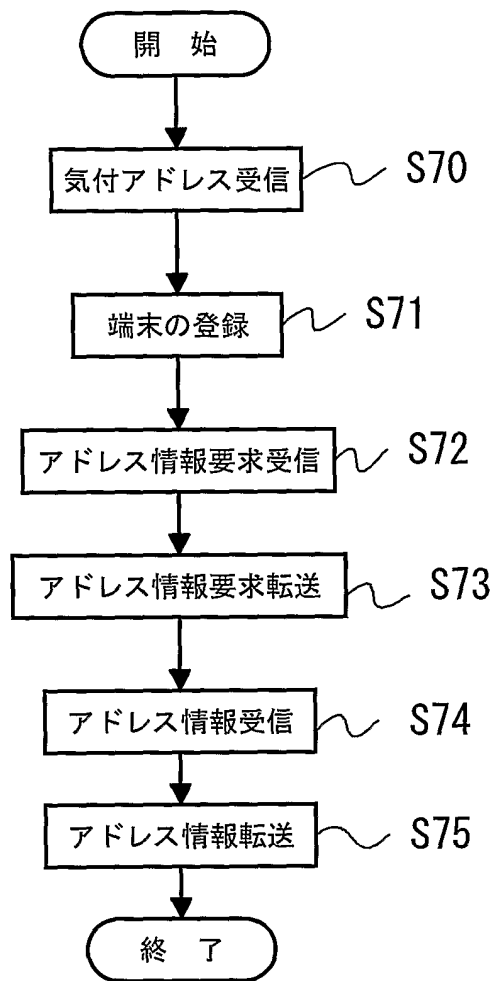 開 始
気付アドレス受信 S70
端末の登録 S71
アドレス情報要求受信 S72
アドレス情報要求転送 S73
アドレス情報受信 S74
アドレス情報転送 S75
終 了